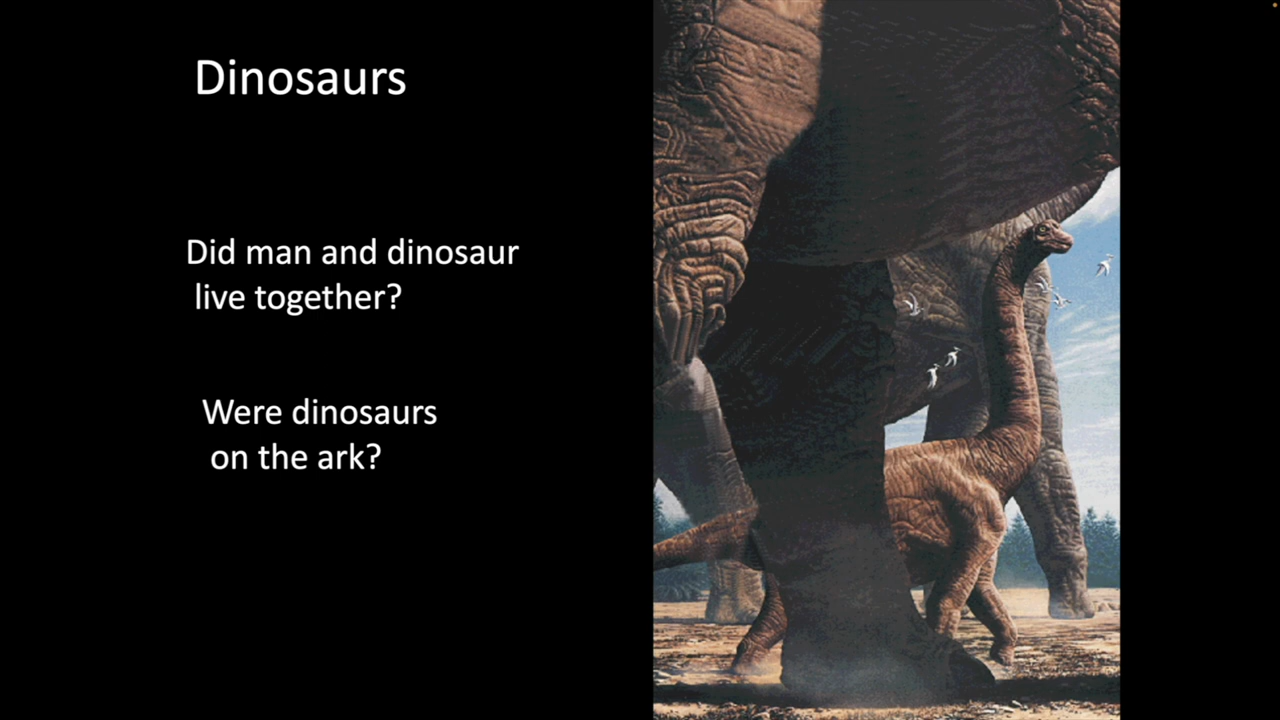 Dinosaurs
Did man and dinosaur
live together?
Were dinosaurs
on the ark?